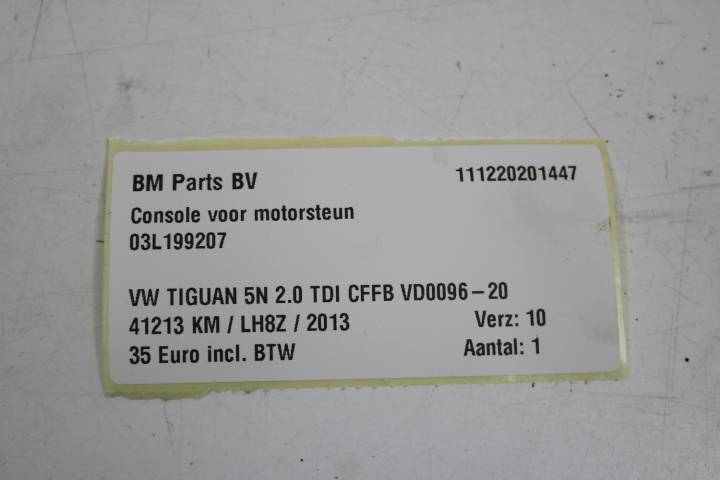 BM Parts BV 111220201447
Console voor motorsteun
03L199207
VW TIGUAN 5N 2.0 TDI CFFB VD0096-20
41213 KM / LH8Z / 2013 Verz: 10
35 Euro incl. BTW Aantal: 1